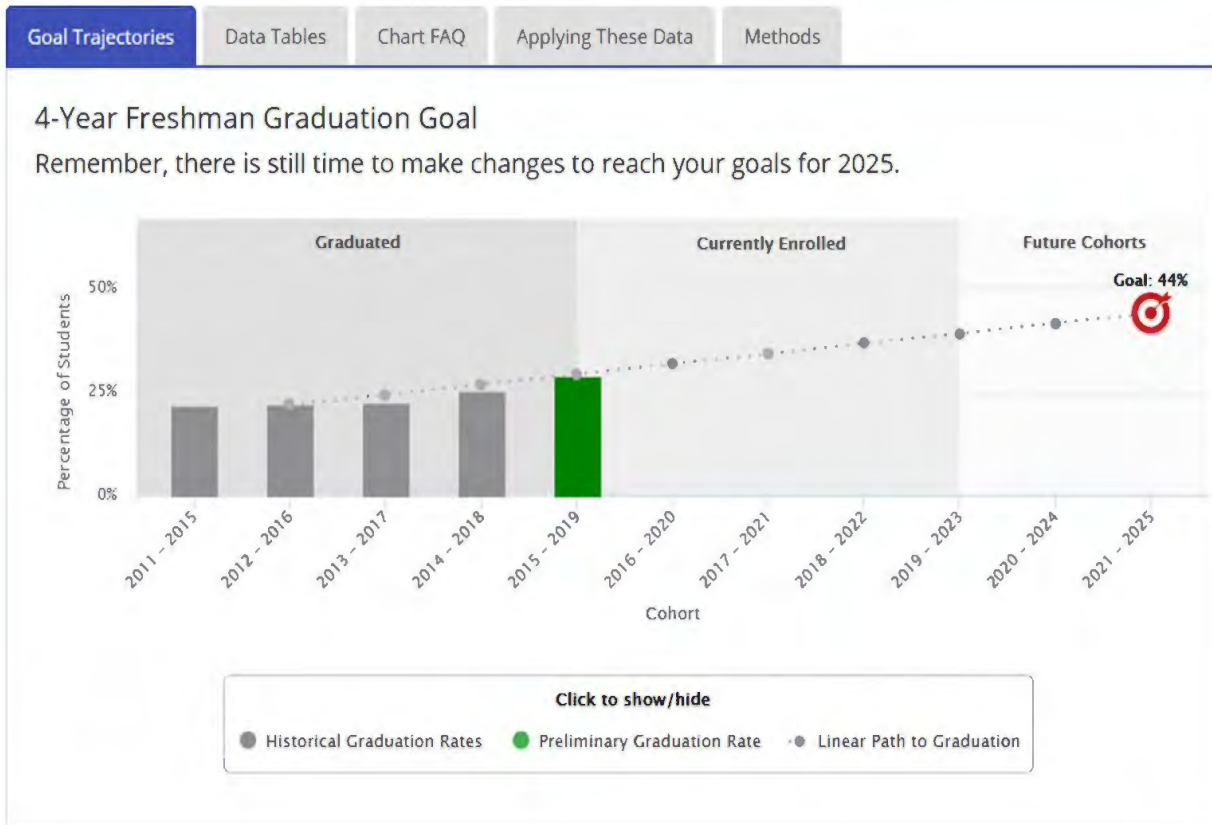 Goal Trajectories Data Tables Chart FAQ Applying These Data Methods
4-Year Freshman Graduation Goal
Remember, there is still time to make changes to reach your goals for 2025.
Graduated Currently Enrolled Future Cohorts
Goal: 44%
50%
25%
0%
Percentage of Students
2011 - 2015
2012 - 2016
2013 - 2017
2014 - 2018
2015 - 2019
2016 - 2020
2017 - 2021
2018 - 2022
2019 - 2023
2020 - 2024
2021 - 2025
Cohort
Click to show/hide
Historical Graduation Rates Preliminary Graduation Rate Linear Path to Graduation